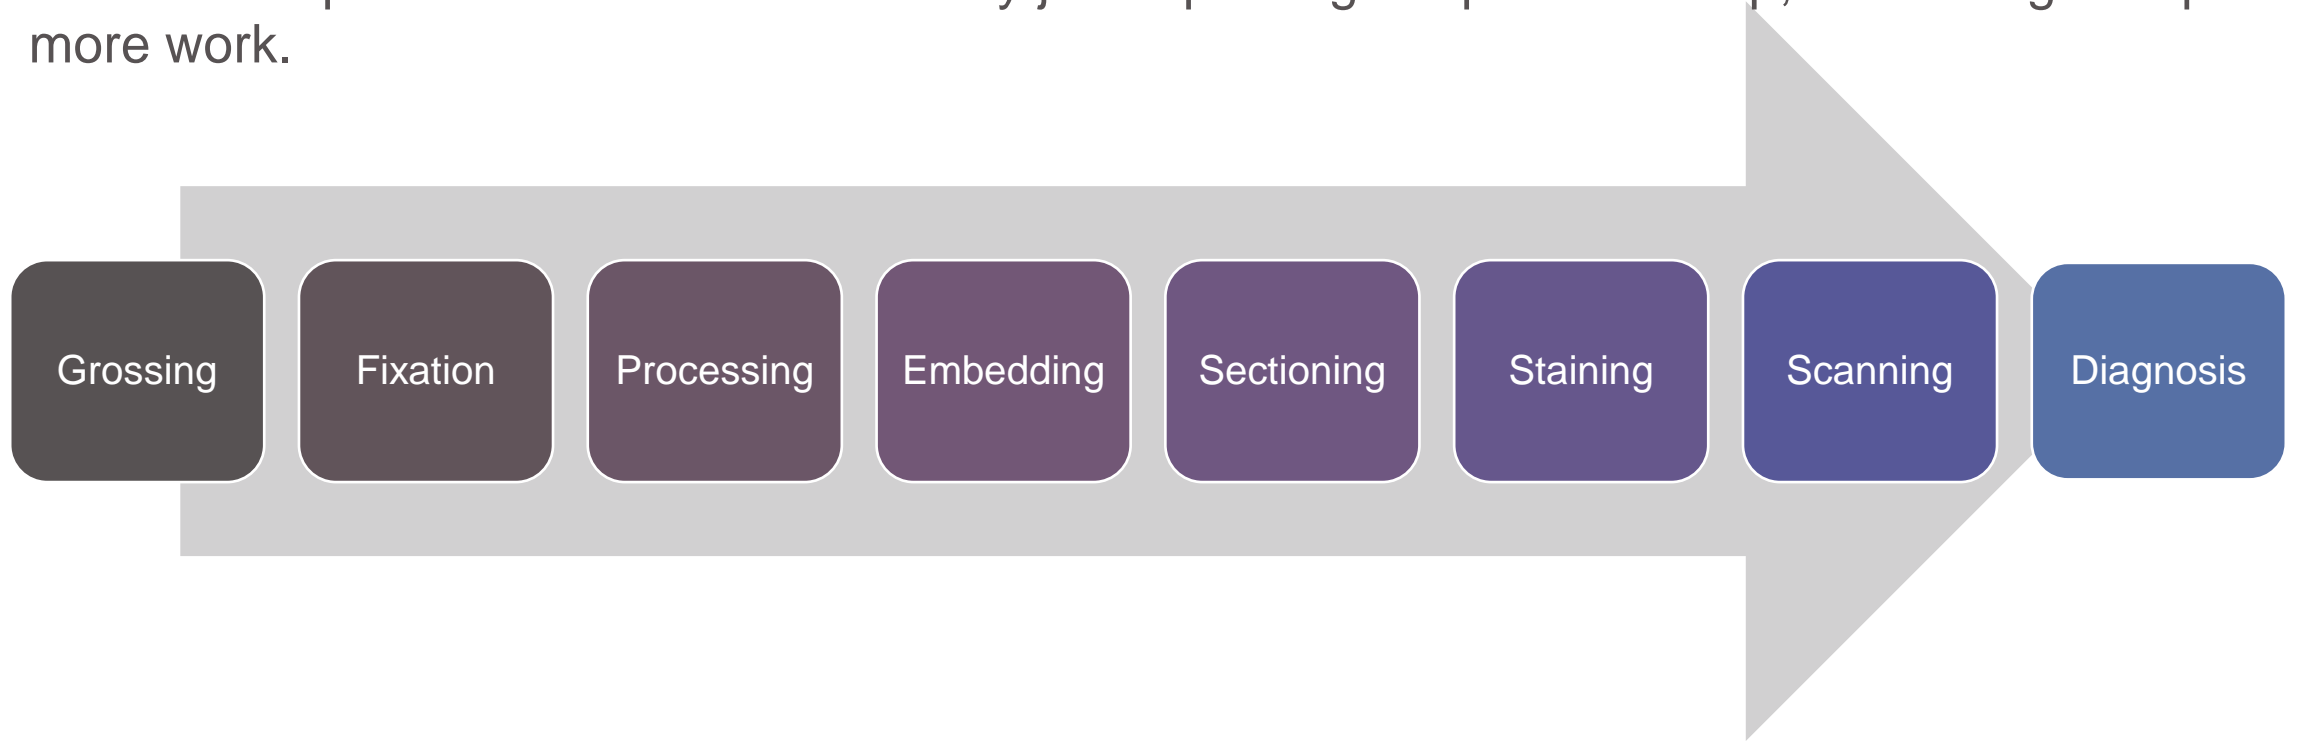 more work.
Grossing
Fixation
Processing
Embedding
Sectioning
Staining
Scanning
Diagnosis